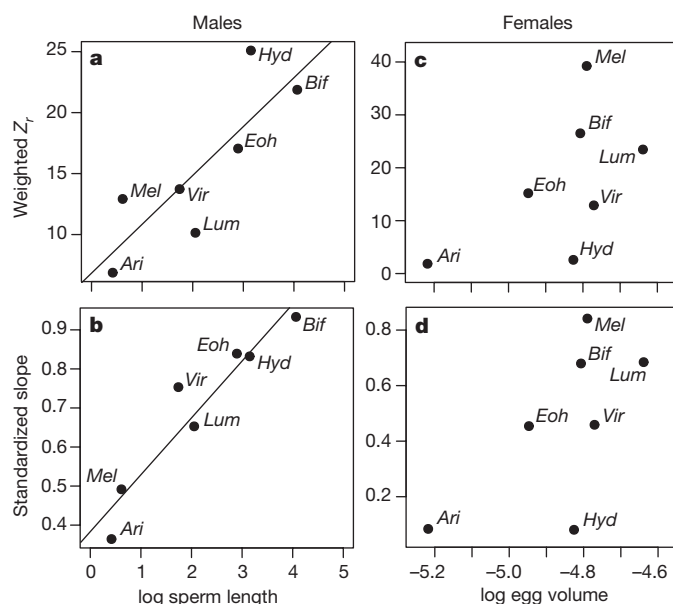 Males
Females
a
Weighted Zr
25
20
15
10
Hyd
Bif
Eoh
Mel
Vir
Lum
Ari
c
40
30
20
10
0
Mel
Bif
Lum
Eoh
Vir
Ari
Hyd
b
Standardized slope
0.9
0.8
0.7
0.6
0.5
0.4
Bif
Eoh
Hyd
Vir
Lum
Mel
Ari
0 1 2 3 4 5
log sperm length
d
0.8
0.6
0.4
0.2
Mel
Bif
Lum
Eoh
Vir
Ari
Hyd
−5.2 −5.0 −4.8 −4.6
log egg volume